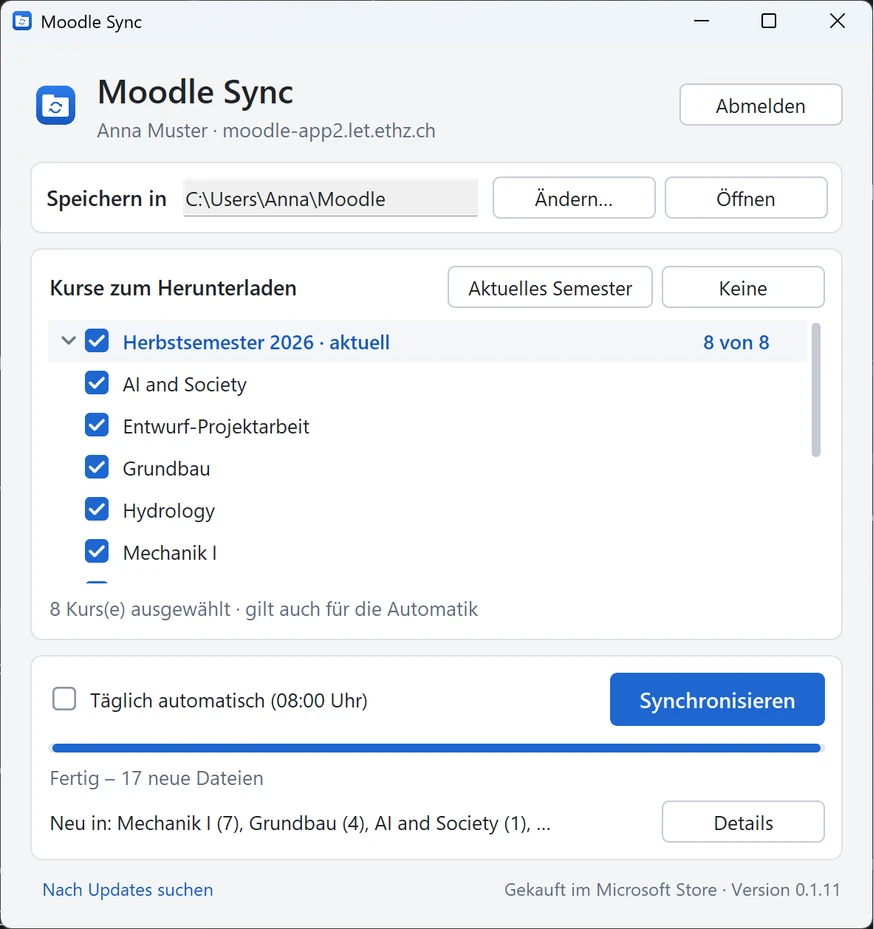 Moodle Sync
Moodle Sync
Anna Muster · moodle-app2.let.ethz.ch
Abmelden
Speichern in
C:\Users\Anna\Moodle
Ändern...
Öffnen
Kurse zum Herunterladen
Aktuelles Semester
Keine
Herbstsemester 2026 · aktuell
8 von 8
AI and Society
Entwurf-Projektarbeit
Grundbau
Hydrology
Mechanik I
8 Kurs(e) ausgewählt · gilt auch für die Automatik
Täglich automatisch (08:00 Uhr)
Synchronisieren
Fertig – 17 neue Dateien
Neu in: Mechanik I (7), Grundbau (4), AI and Society (1), ...
Details
Nach Updates suchen
Gekauft im Microsoft Store · Version 0.1.11